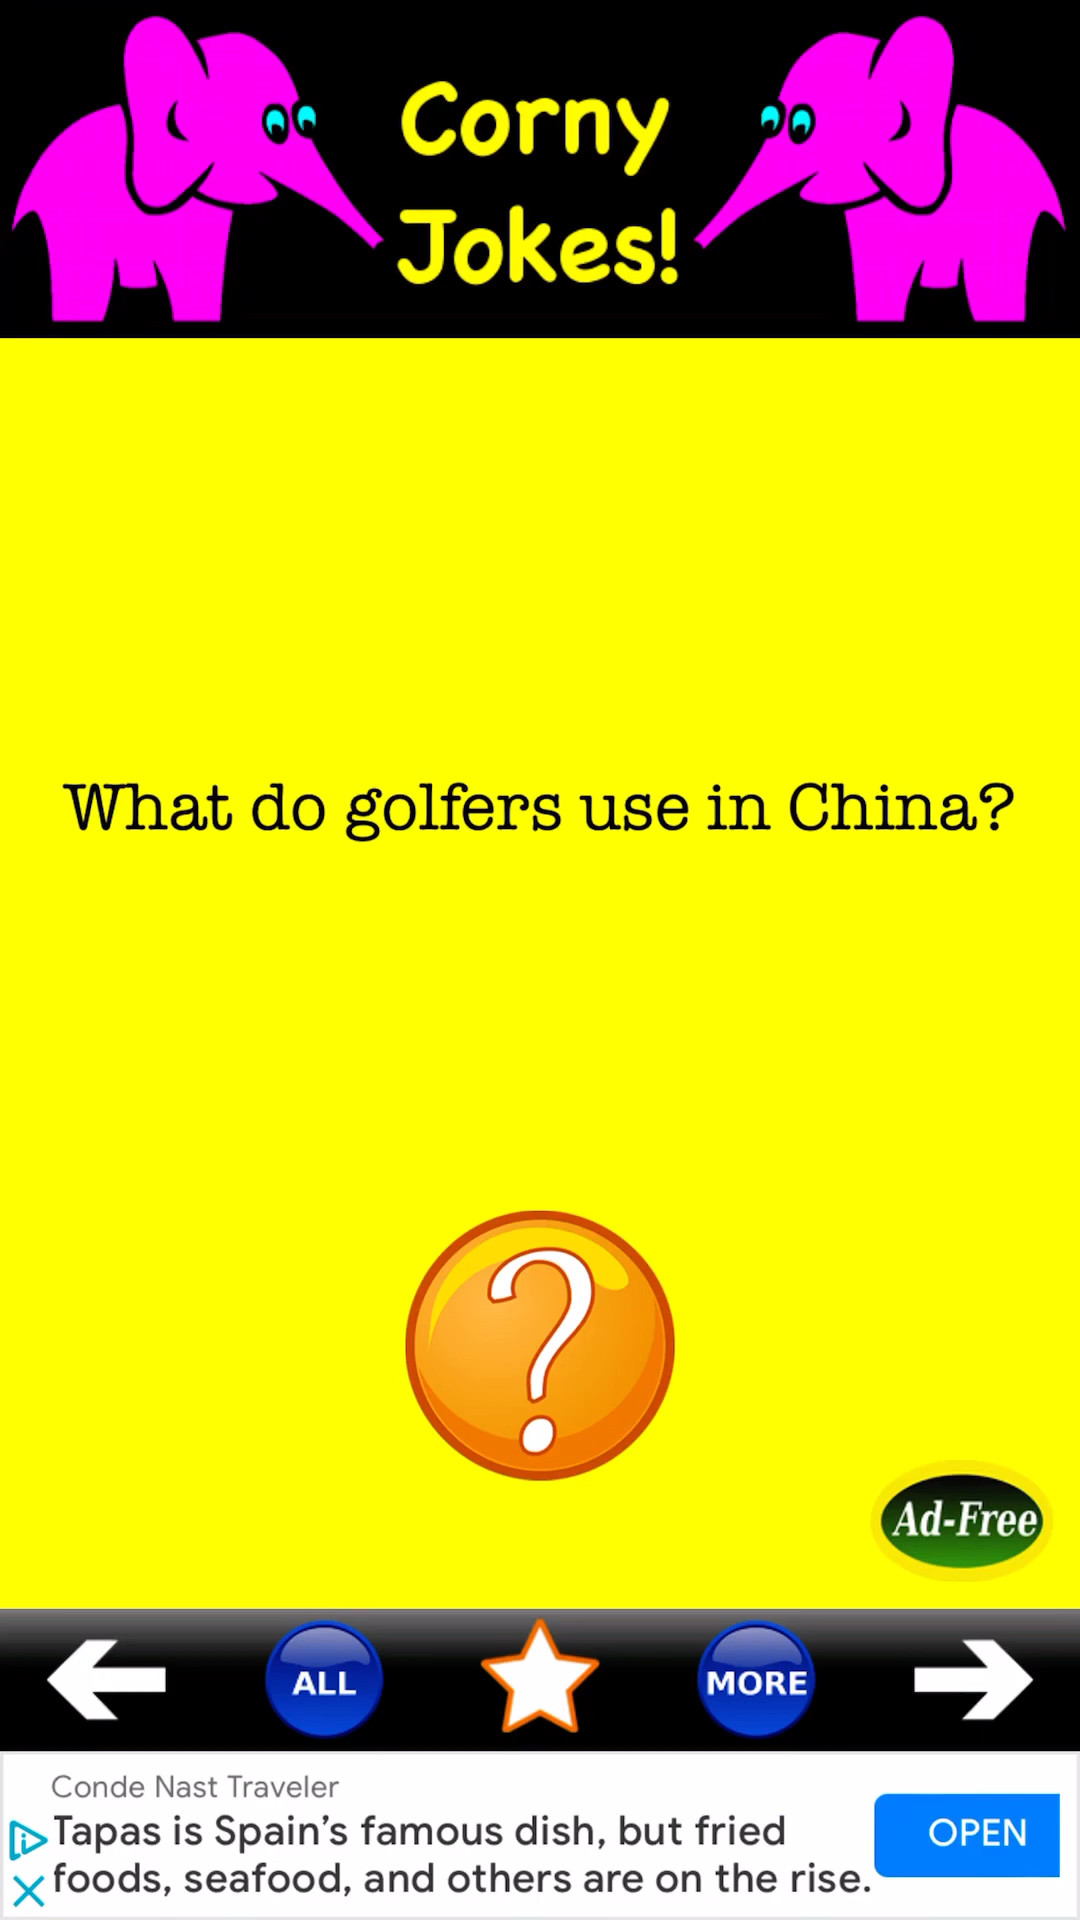 Corny
Jokes!
What do golfers use in China?
?
Ad-Free
ALL
MORE
Conde Nast Traveler
Tapas is Spain’s famous dish, but fried
foods, seafood, and others are on the rise.
OPEN